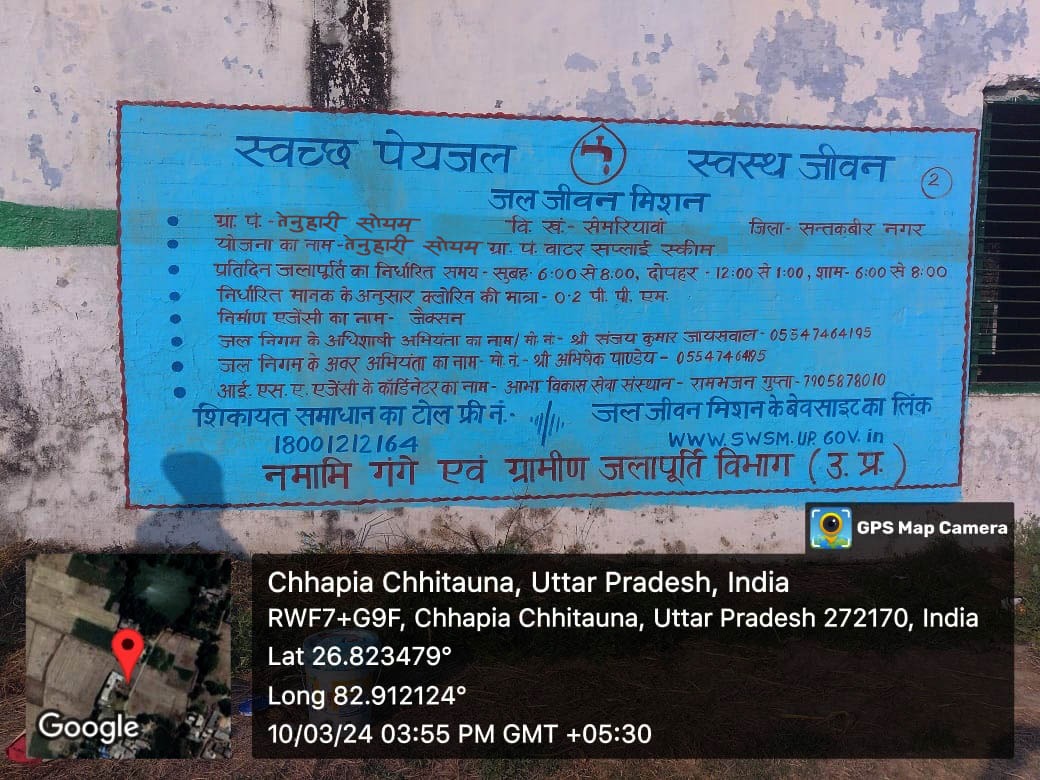 स्वच्छ पेयजल स्वस्थ जीवन
2
जल जीवन मिशन
ग्रा. पं.- तेनुहारी सोयम वि. खं.- सेमरियावां जिला- सन्तकबीर नगर
योजना का नाम- तेनुहारी सोयम ग्रा. पं. वाटर सप्लाई स्कीम
प्रतिदिन जलापूर्ति का निर्धारित समय - सुबह: 6:00 से 8:00, दोपहर - 12:00 से 1:00, शाम- 6:00 से 8:00
निर्धारित मानक के अनुसार क्लोरिन की मात्रा - 0.2 पी. पी. एम.
निर्माण एजेंसी का नाम- जैक्सन
जल निगम के अधिशाषी अभियंता का नाम/ मो. नं.- श्री संजय कुमार जायसवाल - 05547464195
जल निगम के अवर अभियंता का नाम- मो. नं.- श्री अभिषेक पाण्डेय - 0554746495
आई. एस. ए. एजेंसी के कॉर्डिनेटर का नाम - आभा विकास सेवा संस्थान - रामभजन गुप्ता - 7905878010
शिकायत समाधान का टोल फ्री नं.- जल जीवन मिशन के बेवसाइट का लिंक
18001212164 WWW.SWSM.UP.GOV.in
नमामि गंगे एवं ग्रामीण जलापूर्ति विभाग (उ. प्र.)
GPS Map Camera
Chhapia Chhitauna, Uttar Pradesh, India
RWF7+G9F, Chhapia Chhitauna, Uttar Pradesh 272170, India
Lat 26.823479°
Long 82.912124°
10/03/24 03:55 PM GMT +05:30
Google